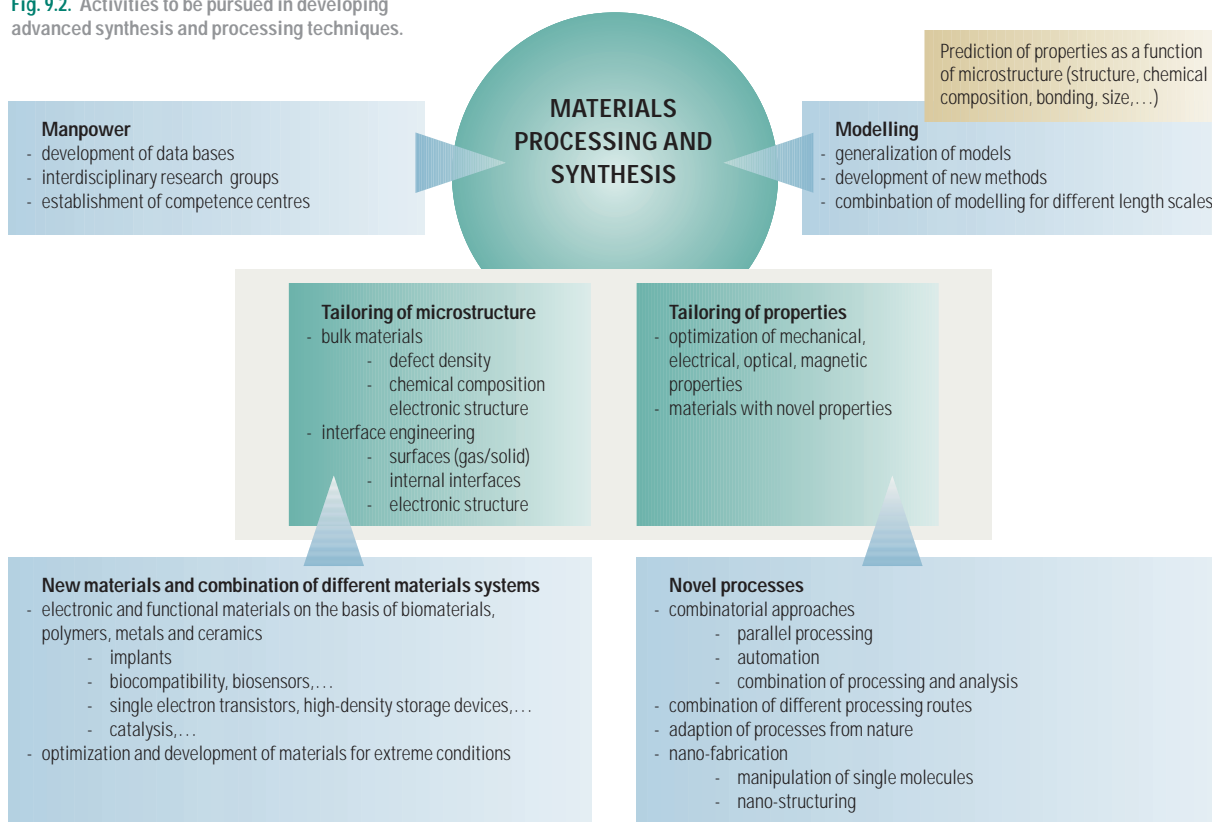 Fig. 9.2. Activities to be pursued in developing
advanced synthesis and processing techniques.
MATERIALS
PROCESSING AND
SYNTHESIS
Prediction of properties as a function
of microstructure (structure, chemical
composition, bonding, size,…)
Manpower
- development of data bases
- interdisciplinary research groups
- establishment of competence centres
Modelling
- generalization of models
- development of new methods
- combinbation of modelling for different length scales
Tailoring of microstructure
- bulk materials
- defect density
- chemical composition
electronic structure
- interface engineering
- surfaces (gas/solid)
- internal interfaces
- electronic structure
Tailoring of properties
- optimization of mechanical,
electrical, optical, magnetic
properties
- materials with novel properties
New materials and combination of different materials systems
- electronic and functional materials on the basis of biomaterials,
polymers, metals and ceramics
- implants
- biocompatibility, biosensors,…
- single electron transistors, high-density storage devices,…
- catalysis,…
- optimization and development of materials for extreme conditions
Novel processes
- combinatorial approaches
- parallel processing
- automation
- combination of processing and analysis
- combination of different processing routes
- adaption of processes from nature
- nano-fabrication
- manipulation of single molecules
- nano-structuring